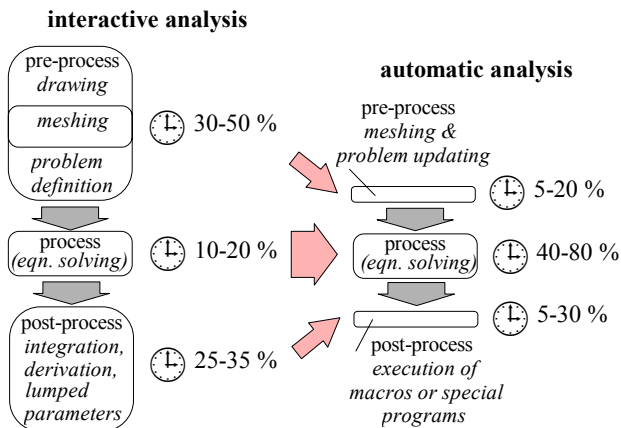 interactive analysis
pre-process
drawing
meshing
problem
definition
30-50 %
process
(eqn. solving)
10-20 %
post-process
integration,
derivation,
lumped
parameters
25-35 %
automatic analysis
pre-process
meshing &
problem updating
5-20 %
process
(eqn. solving)
40-80 %
5-30 %
post-process
execution of
macros or special
programs